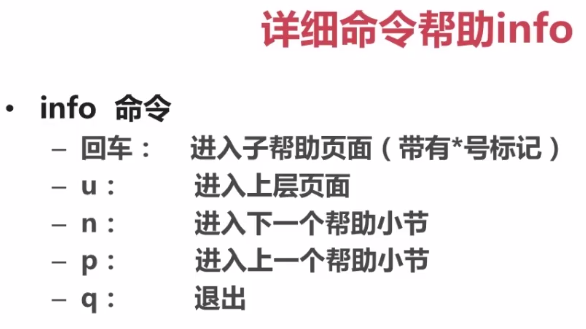 详细命令帮助info
• info 命令
– 回车： 进入子帮助页面（带有*号标记）
– u： 进入上层页面
– n： 进入下一个帮助小节
– p： 进入上一个帮助小节
– q： 退出